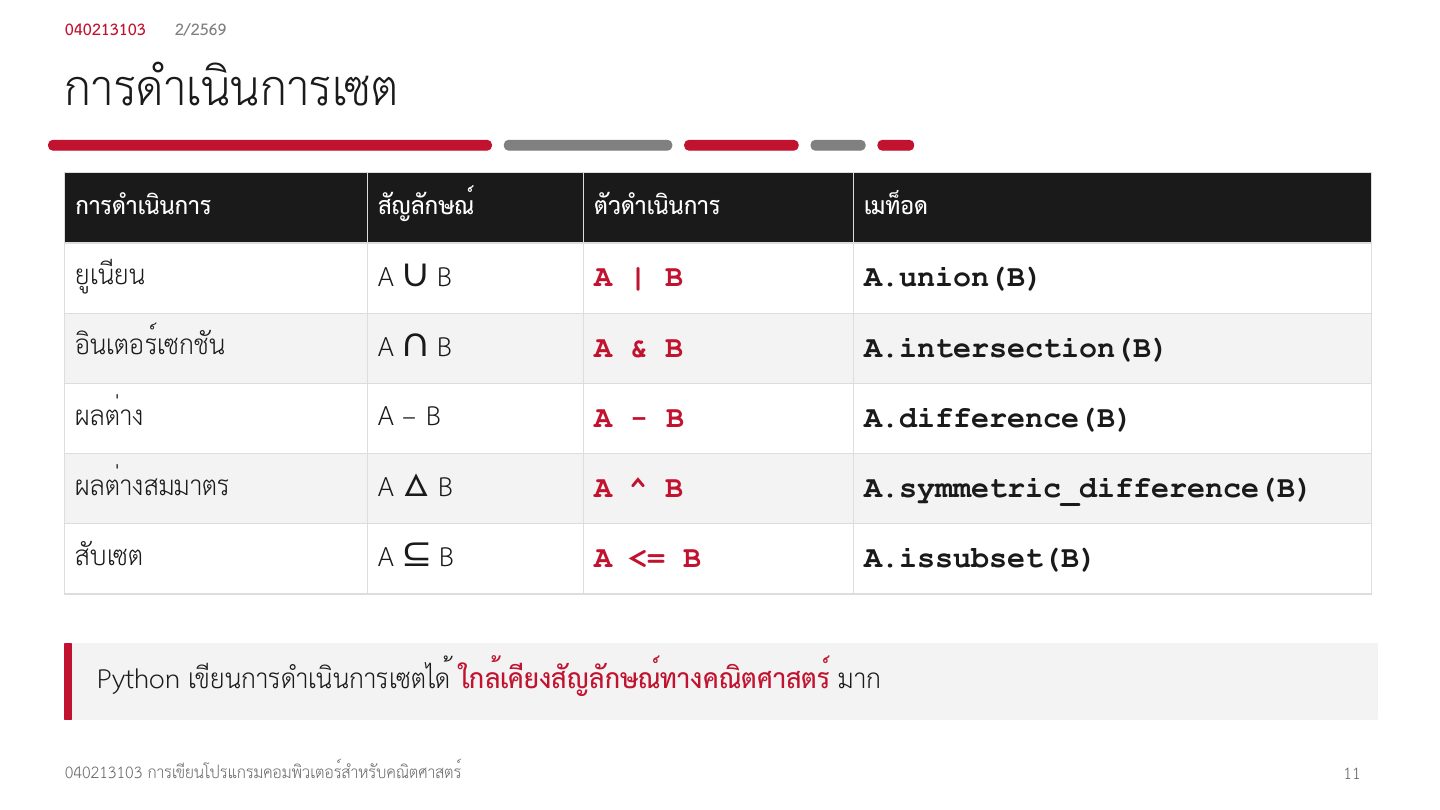 040213103 2/2569
การดำเนินการเซต
การดำเนินการ สัญลักษณ์ ตัวดำเนินการ เมท็อด
ยูเนียน A ∪ B A | B A.union(B)
อินเตอร์เซกชัน A ∩ B A & B A.intersection(B)
ผลต่าง A – B A - B A.difference(B)
ผลต่างสมมาตร A △ B A ^ B A.symmetric_difference(B)
สับเซต A ⊆ B A <= B A.issubset(B)
Python เขียนการดำเนินการเซตได้ ใกล้เคียงสัญลักษณ์ทางคณิตศาสตร์ มาก
040213103 การเขียนโปรแกรมคอมพิวเตอร์สำหรับคณิตศาสตร์ 11